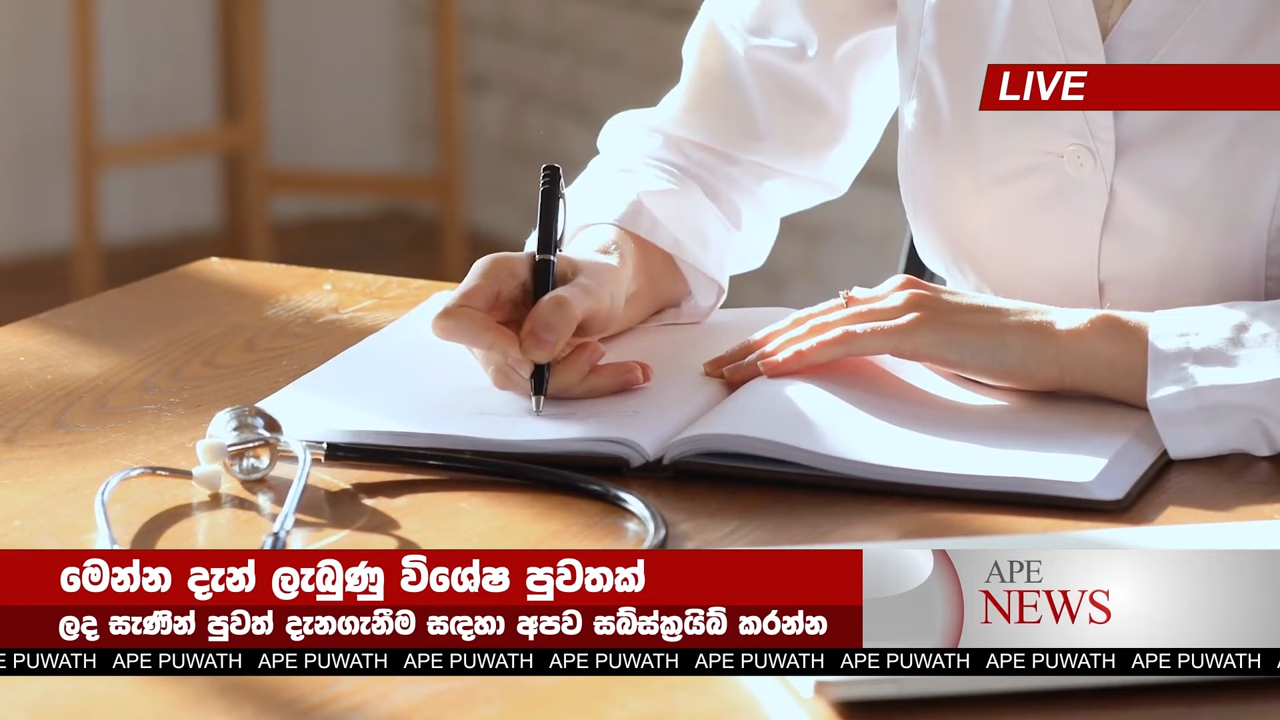 LIVE
මෙන්න දැන් ලැබුණු විශේෂ පුවතක්
ලද සැණින් පුවත් දැනගැනීම සඳහා අපව සබ්ස්ක්‍රයිබ් කරන්න
APE
NEWS
E PUWATH APE PUWATH APE PUWATH APE PUWATH APE PUWATH APE PUWATH APE PUWATH APE PUWATH APE PUWATH